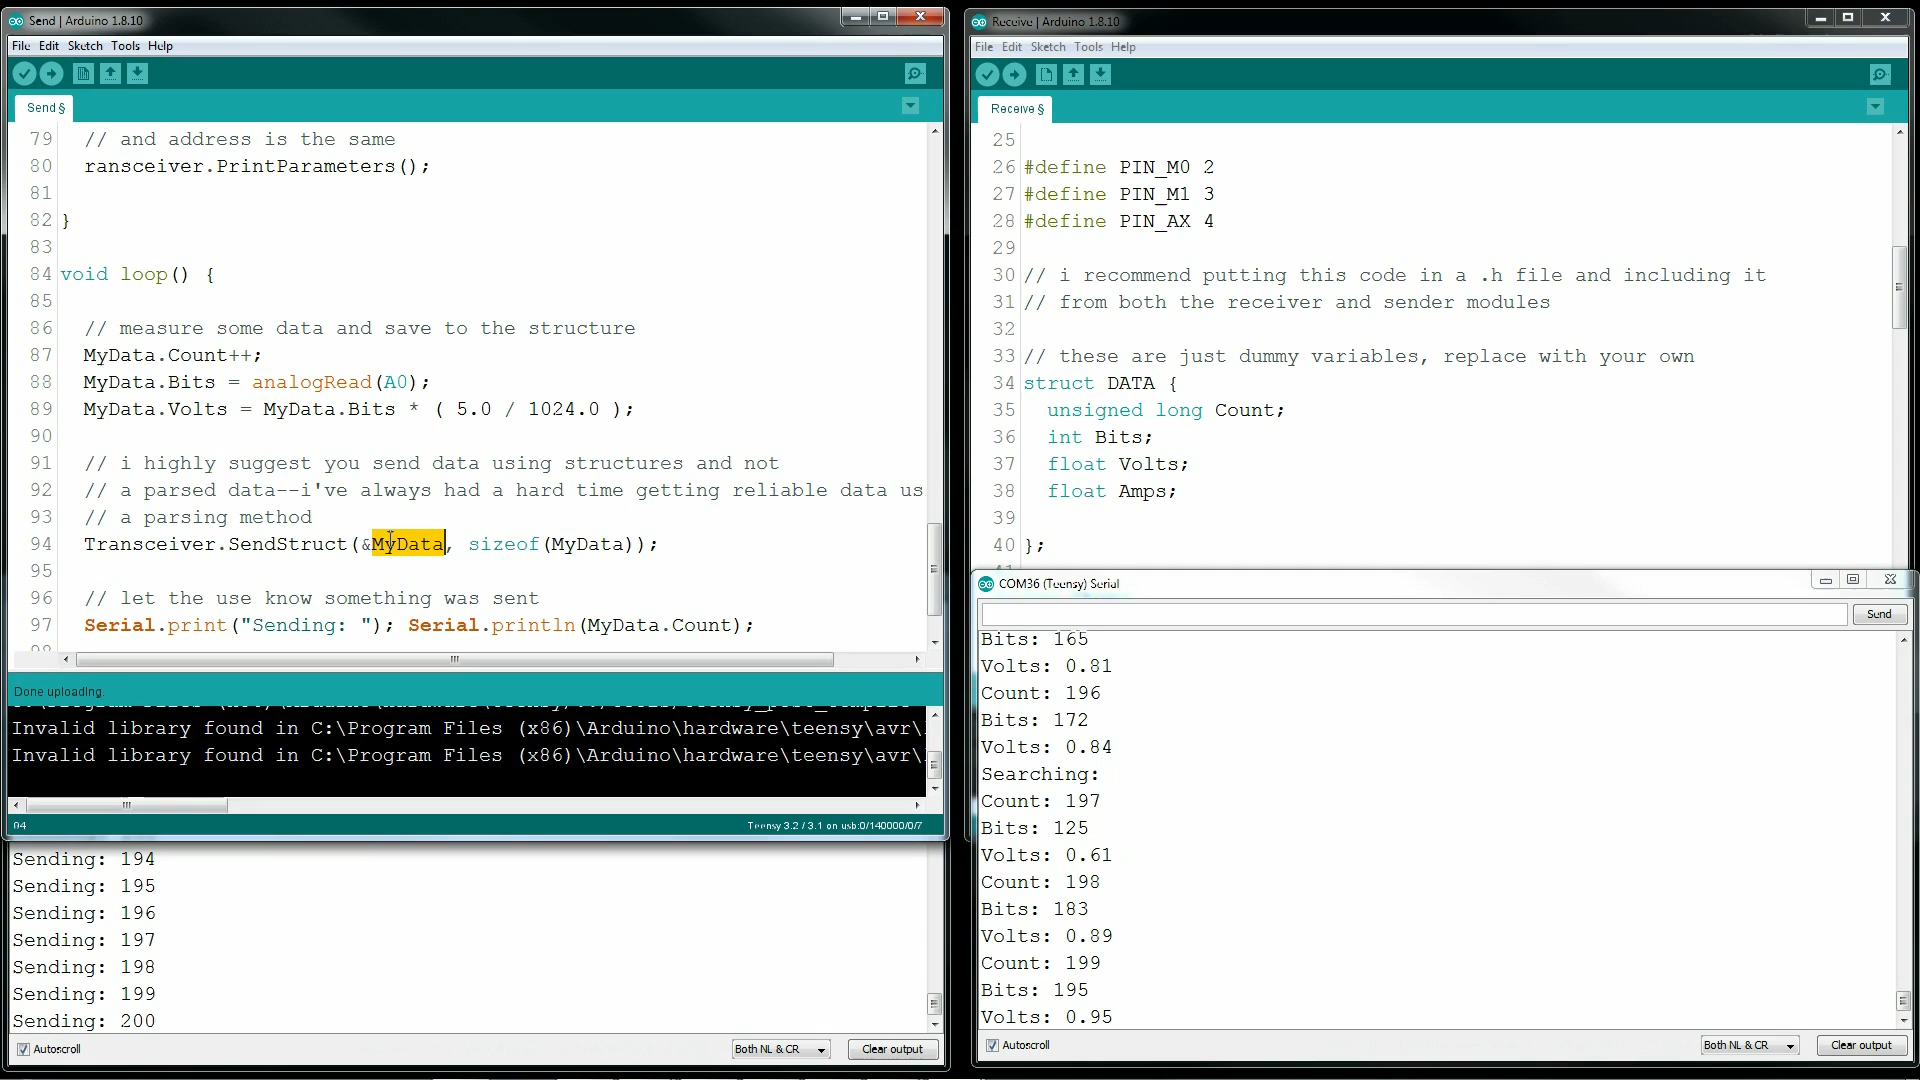 Send | Arduino 1.8.10
File Edit Sketch Tools Help
Send §
79 // and address is the same
80 ransceiver.PrintParameters();
81
82 }
83
84 void loop() {
85
86 // measure some data and save to the structure
87 MyData.Count++;
88 MyData.Bits = analogRead(A0);
89 MyData.Volts = MyData.Bits * ( 5.0 / 1024.0 );
90
91 // i highly suggest you send data using structures and not
92 // a parsed data--i've always had a hard time getting reliable data us
93 // a parsing method
94 Transceiver.SendStruct(&MyData, sizeof(MyData));
95
96 // let the use know something was sent
97 Serial.print("Sending: "); Serial.println(MyData.Count);
98
Done uploading.
Invalid library found in C:\Program Files (x86)\Arduino\hardware\teensy\avr\
Invalid library found in C:\Program Files (x86)\Arduino\hardware\teensy\avr\
94
Teensy 3.2 / 3.1 on usb:0/140000/0/7
Sending: 194
Sending: 195
Sending: 196
Sending: 197
Sending: 198
Sending: 199
Sending: 200
Autoscroll
Both NL & CR
Clear output
Receive | Arduino 1.8.10
File Edit Sketch Tools Help
Receive §
25
26 #define PIN_M0 2
27 #define PIN_M1 3
28 #define PIN_AX 4
29
30 // i recommend putting this code in a .h file and including it
31 // from both the receiver and sender modules
32
33 // these are just dummy variables, replace with your own
34 struct DATA {
35 unsigned long Count;
36 int Bits;
37 float Volts;
38 float Amps;
39
40 };
COM36 (Teensy) Serial
Send
Bits: 165
Volts: 0.81
Count: 196
Bits: 172
Volts: 0.84
Searching:
Count: 197
Bits: 125
Volts: 0.61
Count: 198
Bits: 183
Volts: 0.89
Count: 199
Bits: 195
Volts: 0.95
Autoscroll
Both NL & CR
Clear output